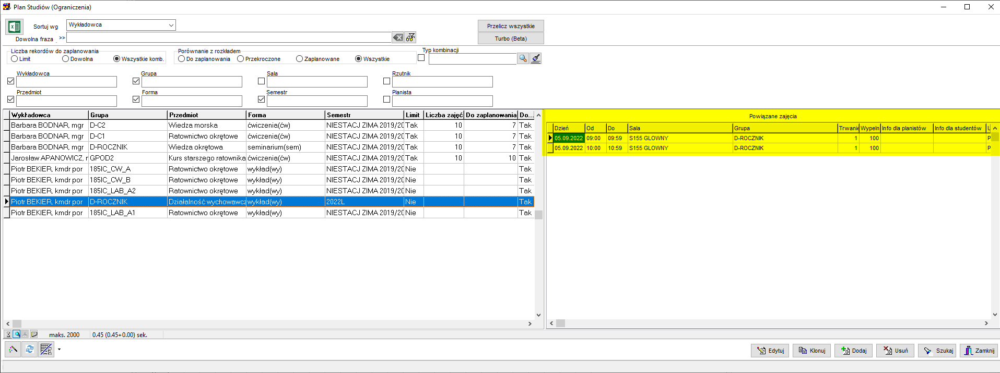 Plan Studiów (Ograniczenia)
Sortuj wg Wykładowca
Dowolna fraza >>
Przelicz wszystkie
Turbo (Beta)
Liczba rekordów do zaplanowania
Limit Dowolna Wszystkie komb.
Porównanie z rozkładem
Do zaplanowania Przekroczone Zaplanowane Wszystkie
Typ kombinacji
Wykładowca Grupa Sala Rzutnik
Przedmiot Forma Semestr Planista
Wykładowca Grupa Przedmiot Forma Semestr Limit Liczba zajęć Do zaplanowania Do...
Barbara BODNAR, mgr D-C2 Wiedza morska ćwiczenia(ćw) NIESTACJ ZIMA 2019/20 Tak 10 7 Tak
Barbara BODNAR, mgr D-C1 Ratownictwo okrętowe ćwiczenia(ćw) NIESTACJ ZIMA 2019/20 Tak 10 7 Tak
Barbara BODNAR, mgr D-ROCZNIK Wiedza okrętowa seminarium(sem) NIESTACJ ZIMA 2019/20 Tak 10 7 Tak
Jarosław APANOWICZ, r GPOD2 Kurs starszego ratownika ćwiczenia(ćw) NIESTACJ ZIMA 2019/20 Tak 10 10 Tak
Piotr BEKIER, kmdr por 185IC_CW_A Ratownictwo okrętowe wykład(wy) NIESTACJ ZIMA 2019/20 Nie Tak
Piotr BEKIER, kmdr por 185IC_CW_B Ratownictwo okrętowe wykład(wy) NIESTACJ ZIMA 2019/20 Nie Tak
Piotr BEKIER, kmdr por 185IC_LAB_A2 Ratownictwo okrętowe wykład(wy) NIESTACJ ZIMA 2019/20 Nie Tak
Piotr BEKIER, kmdr por D-ROCZNIK Działalność wychowawcz wykład(wy) 2022L Nie Tak
Piotr BEKIER, kmdr por 185IC_LAB_A1 Ratownictwo okrętowe wykład(wy) NIESTACJ ZIMA 2019/20 Nie Tak
Powiązane zajęcia
Dzień Od Do Sala Grupa Trwanie Wypełn Info dla planistów Info dla studentów U
05.09.2022 09:00 09:59 S155 GLOWNY D-ROCZNIK 1 100 P
05.09.2022 10:00 10:59 S155 GLOWNY D-ROCZNIK 1 100 P
maks. 2000 0.45 (0.45+0.00) sek.
Edytuj Klonuj Dodaj Usuń Szukaj Zamknij